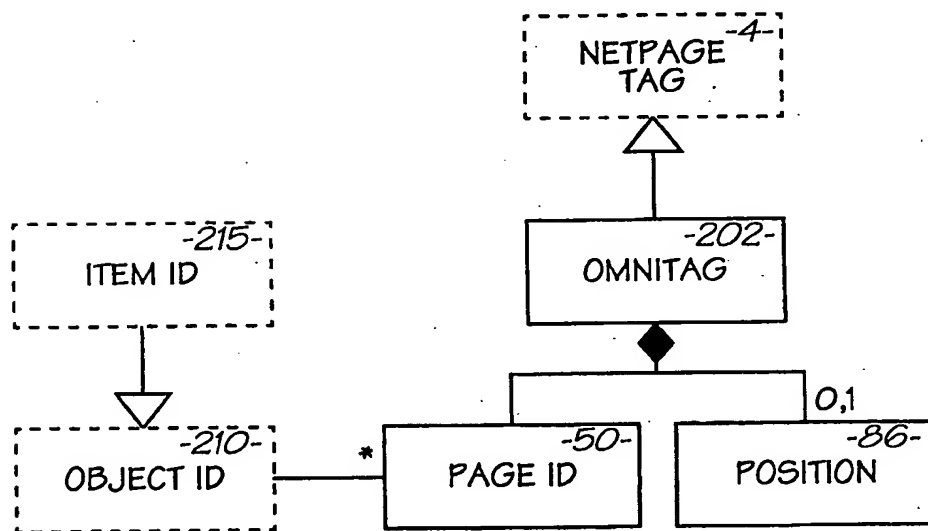 -4-
NETPAGE
TAG
-215-
ITEM ID
-202-
OMNITAG
0,1
-210-
OBJECT ID
*
-50-
PAGE ID
-86-
POSITION